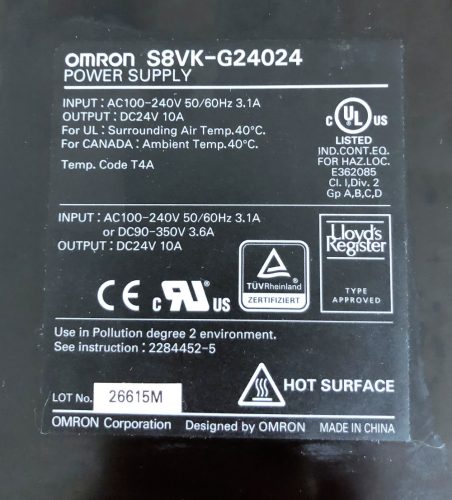 omron S8VK-G24024
POWER SUPPLY
INPUT : AC100-240V 50/60Hz 3.1A
OUTPUT : DC24V 10A
For UL : Surrounding Air Temp.40°C.
For CANADA : Ambient Temp.40°C.
Temp. Code T4A
c UL US
LISTED
IND.CONT.EQ.
FOR HAZ.LOC.
E362085
Cl. I,Div. 2
Gp A,B,C,D
INPUT : AC100-240V 50/60Hz 3.1A
or DC90-350V 3.6A
OUTPUT : DC24V 10A
CE c RU US
TÜVRheinland
ZERTIFIZIERT
Lloyd's
Register
TYPE
APPROVED
Use in Pollution degree 2 environment.
See instruction : 2284452-5
HOT SURFACE
LOT No. 26615M
OMRON Corporation Designed by OMRON MADE IN CHINA